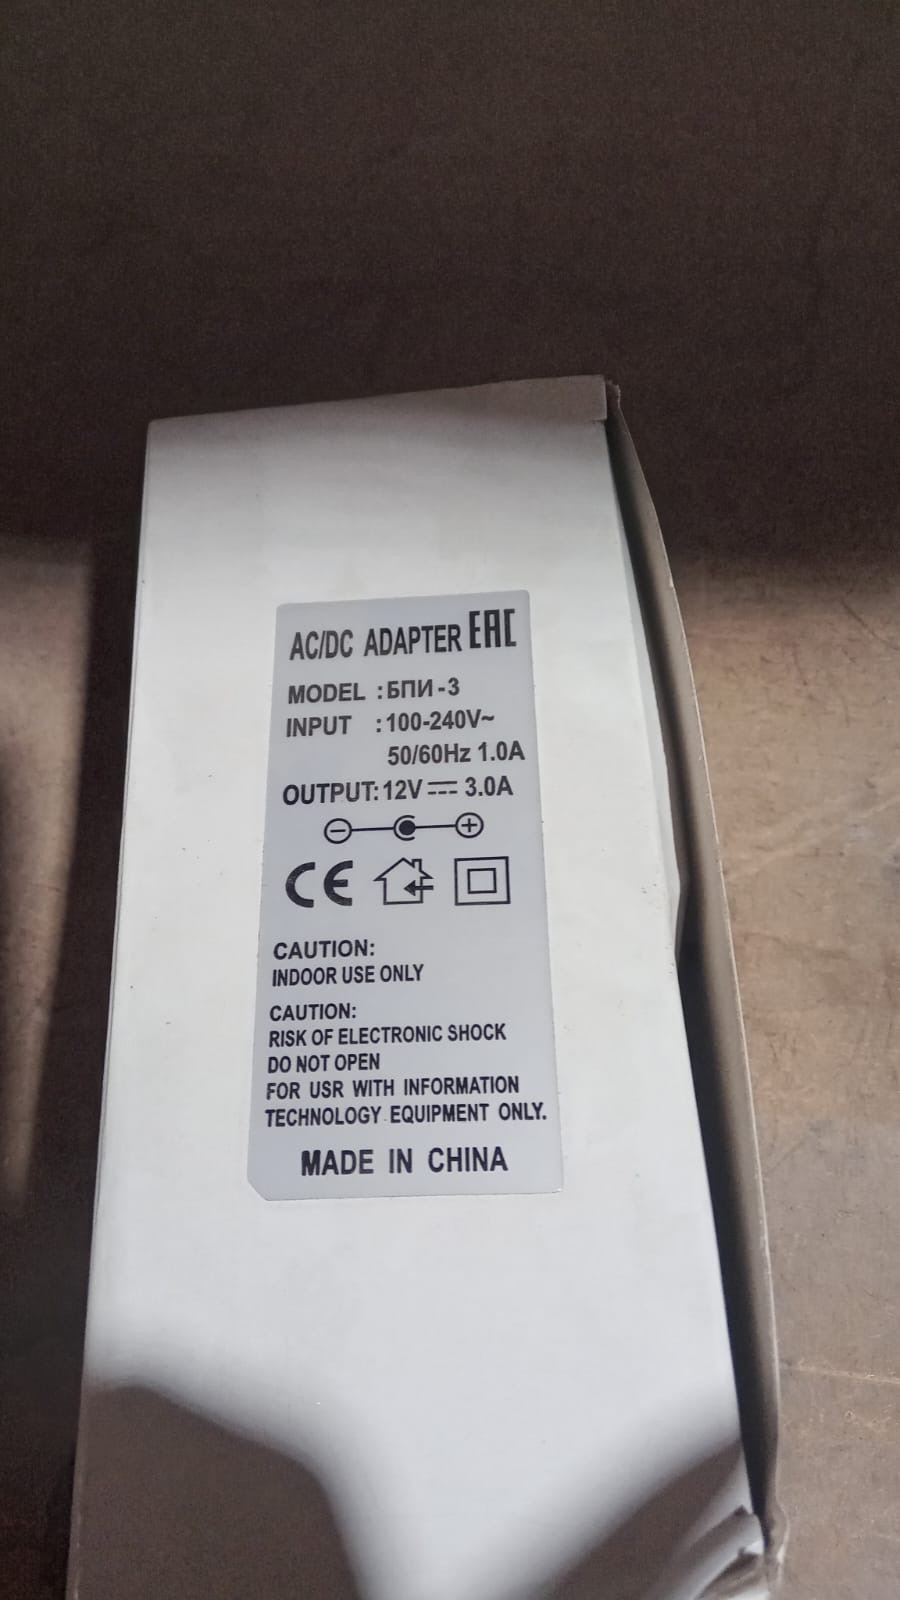 AC/DC ADAPTER EAC
MODEL :БПИ-3
INPUT :100-240V~
50/60Hz 1.0A
OUTPUT:12V⎓3.0A
CE
CAUTION:
INDOOR USE ONLY
CAUTION:
RISK OF ELECTRONIC SHOCK
DO NOT OPEN
FOR USR WITH INFORMATION
TECHNOLOGY EQUIPMENT ONLY.
MADE IN CHINA